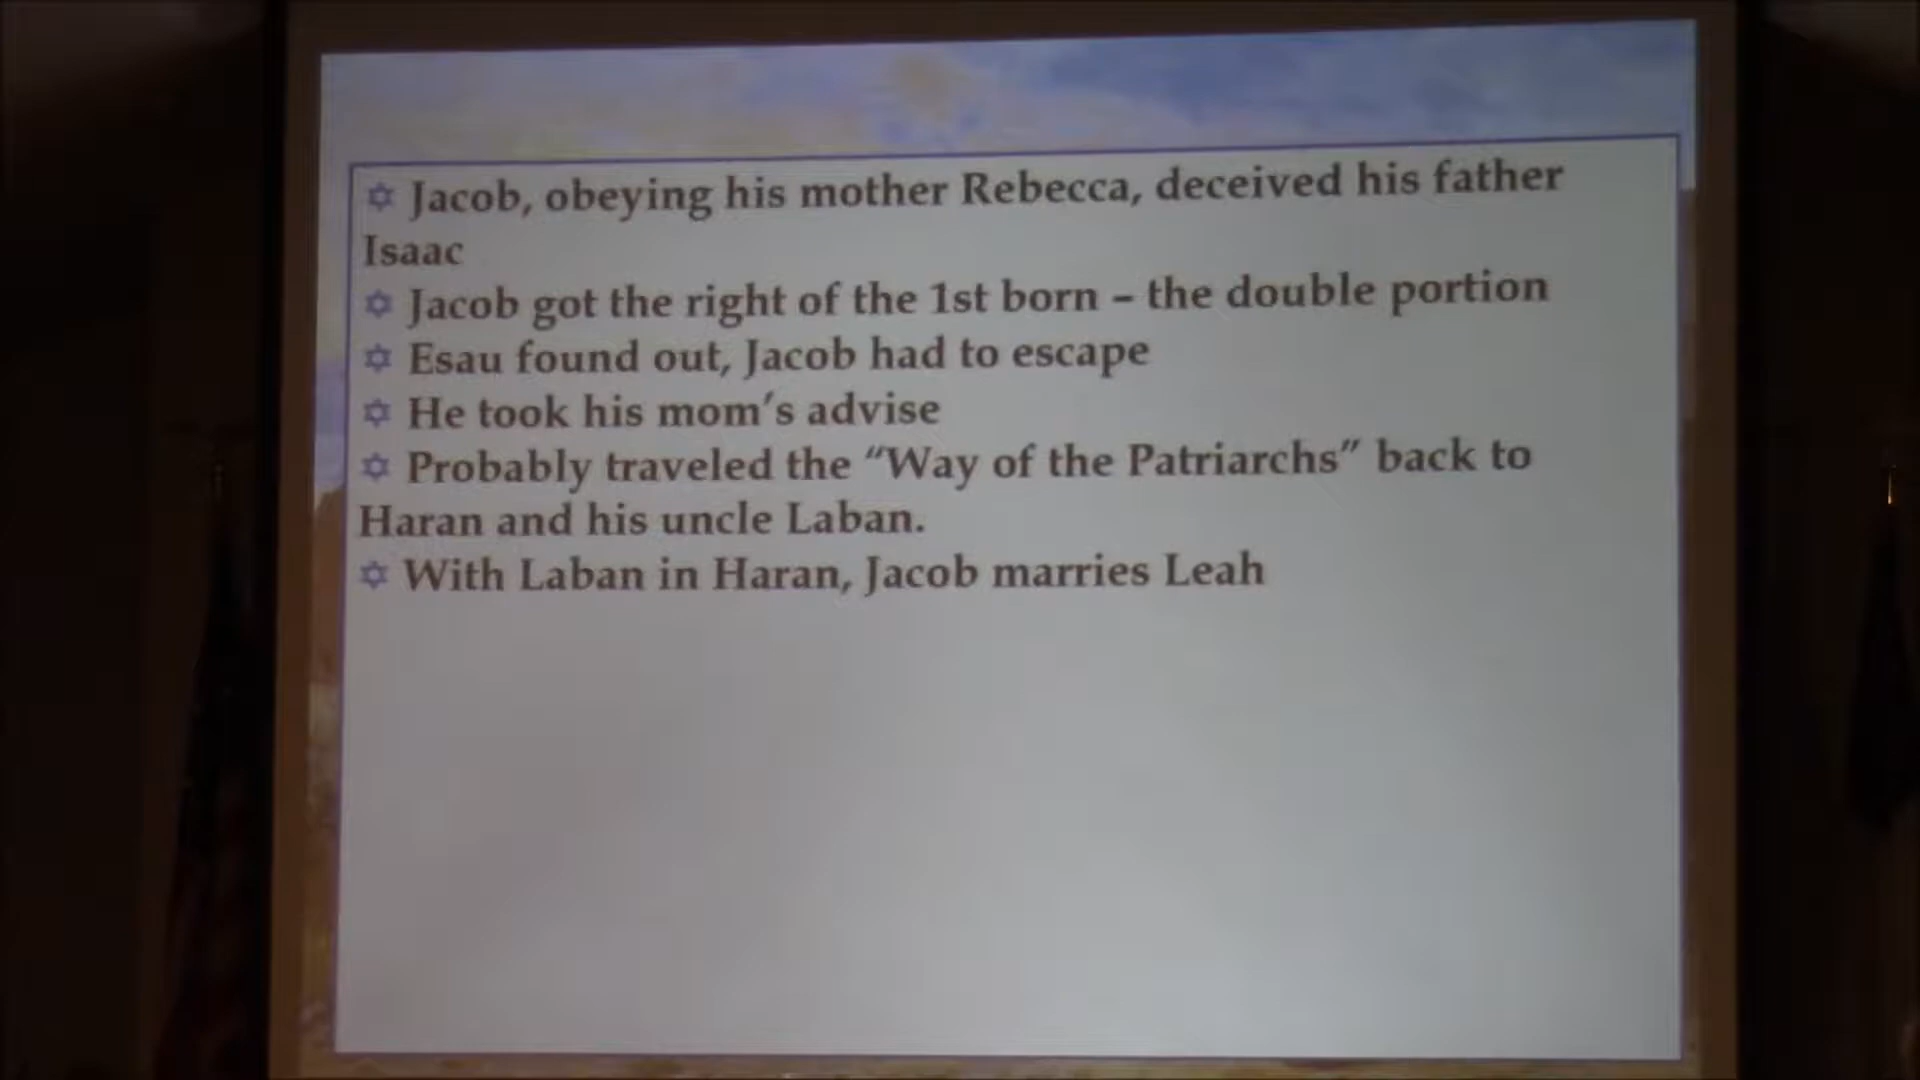 ✡ Jacob, obeying his mother Rebecca, deceived his father
Isaac
✡ Jacob got the right of the 1st born – the double portion
✡ Esau found out, Jacob had to escape
✡ He took his mom’s advise
✡ Probably traveled the “Way of the Patriarchs” back to
Haran and his uncle Laban.
✡ With Laban in Haran, Jacob marries Leah